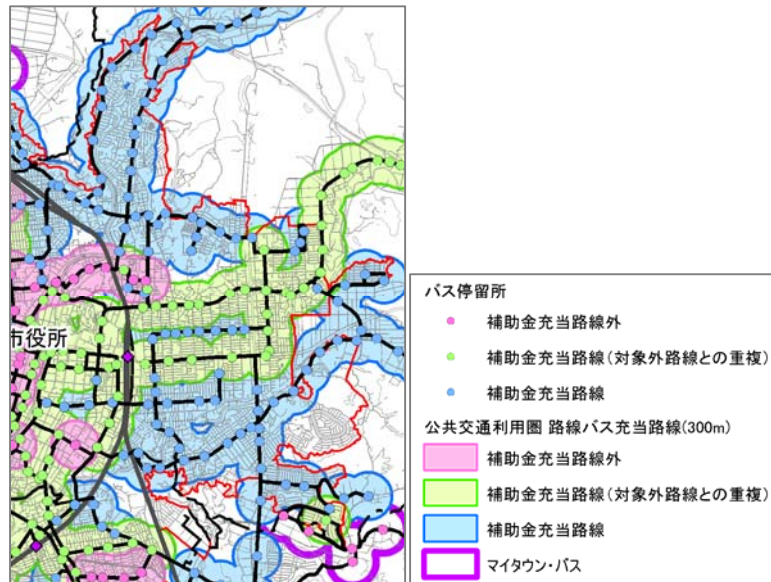 市役所
バス停留所
補助金充当路線外
補助金充当路線(対象外路線との重複)
補助金充当路線
公共交通利用圏 路線バス充当路線(300m)
補助金充当路線外
補助金充当路線(対象外路線との重複)
補助金充当路線
マイタウン・バス